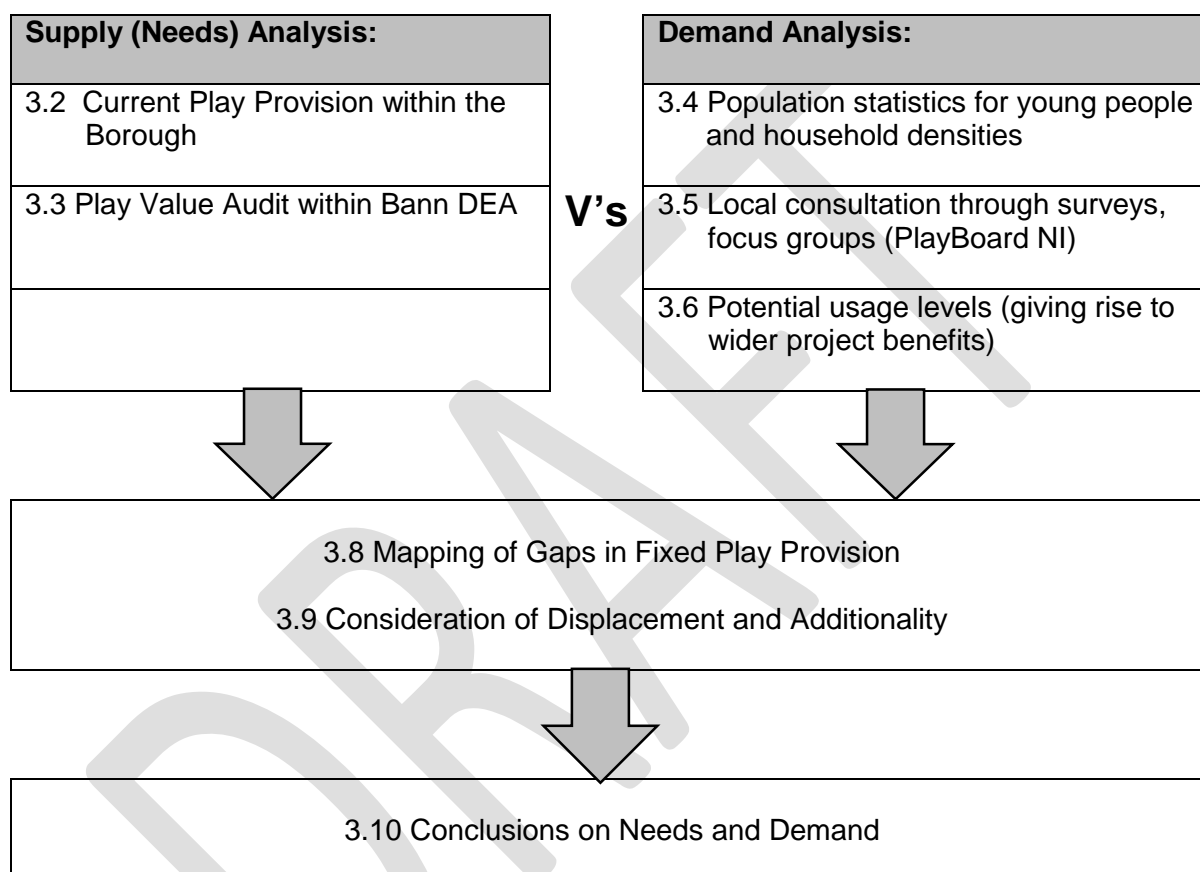 Supply (Needs) Analysis:
3.2 Current Play Provision within the
Borough
3.3 Play Value Audit within Bann DEA
V's
Demand Analysis:
3.4 Population statistics for young people
and household densities
3.5 Local consultation through surveys,
focus groups (PlayBoard NI)
3.6 Potential usage levels (giving rise to
wider project benefits)
3.8 Mapping of Gaps in Fixed Play Provision
3.9 Consideration of Displacement and Additionality
3.10 Conclusions on Needs and Demand
DRAFT